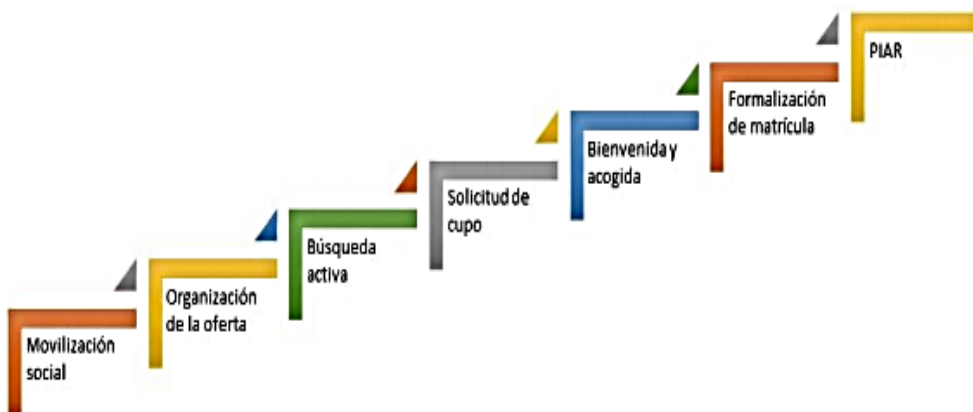 Movilización
social
Organización
de la oferta
Búsqueda
activa
Solicitud de
cupo
Bienvenida y
acogida
Formalización
de matrícula
PIAR